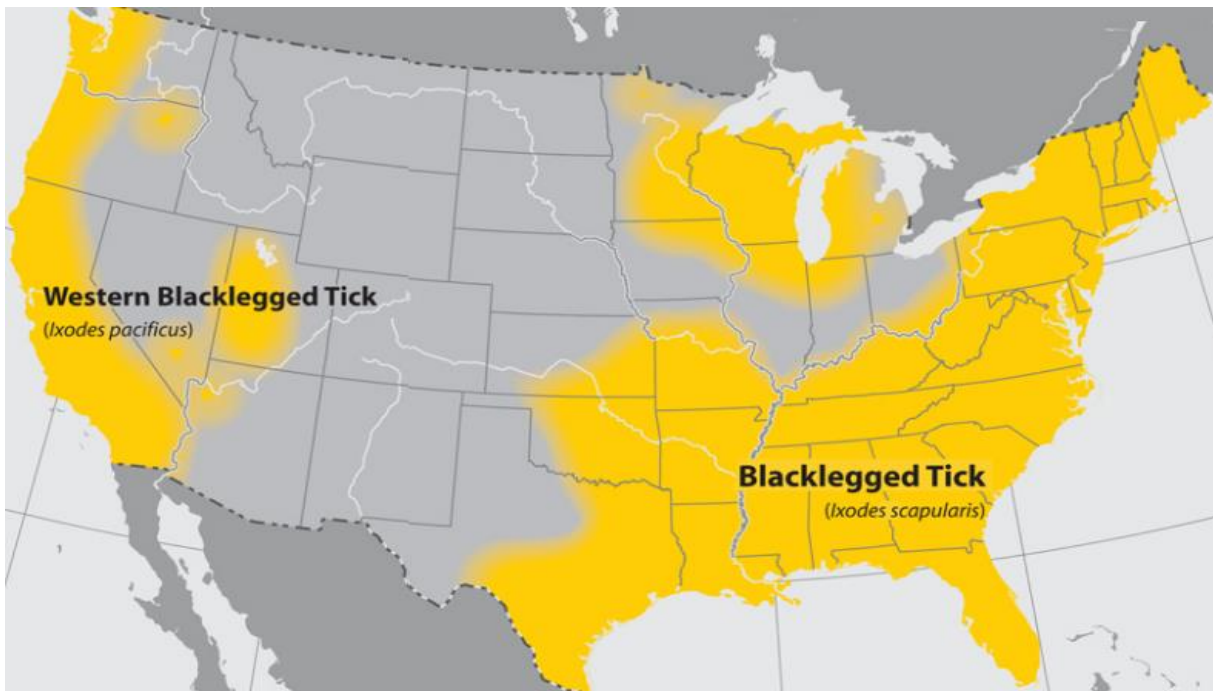 Western Blacklegged Tick
(Ixodes pacificus)
Blacklegged Tick
(Ixodes scapularis)